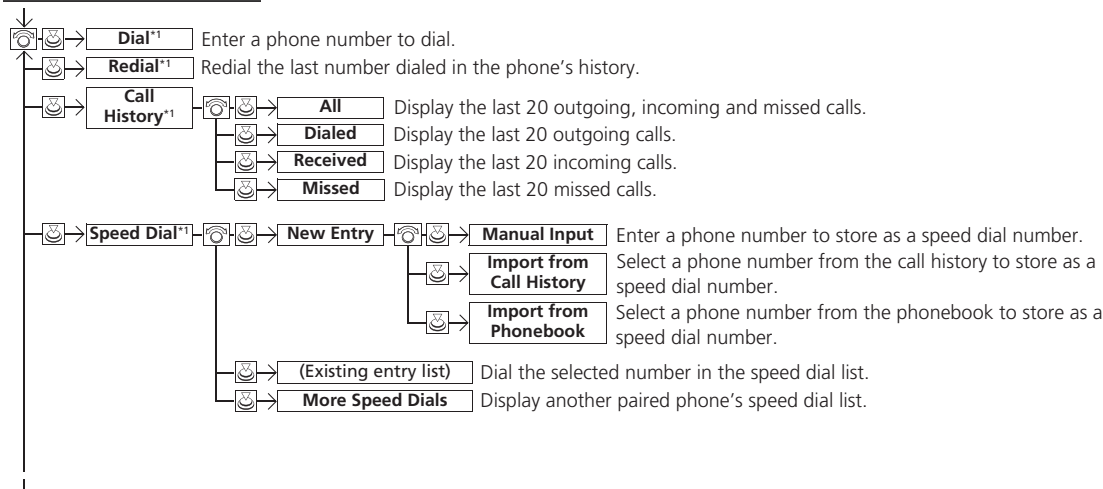 Dial*1 Enter a phone number to dial.
Redial*1 Redial the last number dialed in the phone’s history.
Call
History*1
All Display the last 20 outgoing, incoming and missed calls.
Dialed Display the last 20 outgoing calls.
Received Display the last 20 incoming calls.
Missed Display the last 20 missed calls.
Speed Dial*1 New Entry Manual Input Enter a phone number to store as a speed dial number.
Import from
Call History
Select a phone number from the call history to store as a
speed dial number.
Import from
Phonebook
Select a phone number from the phonebook to store as a
speed dial number.
(Existing entry list) Dial the selected number in the speed dial list.
More Speed Dials Display another paired phone’s speed dial list.